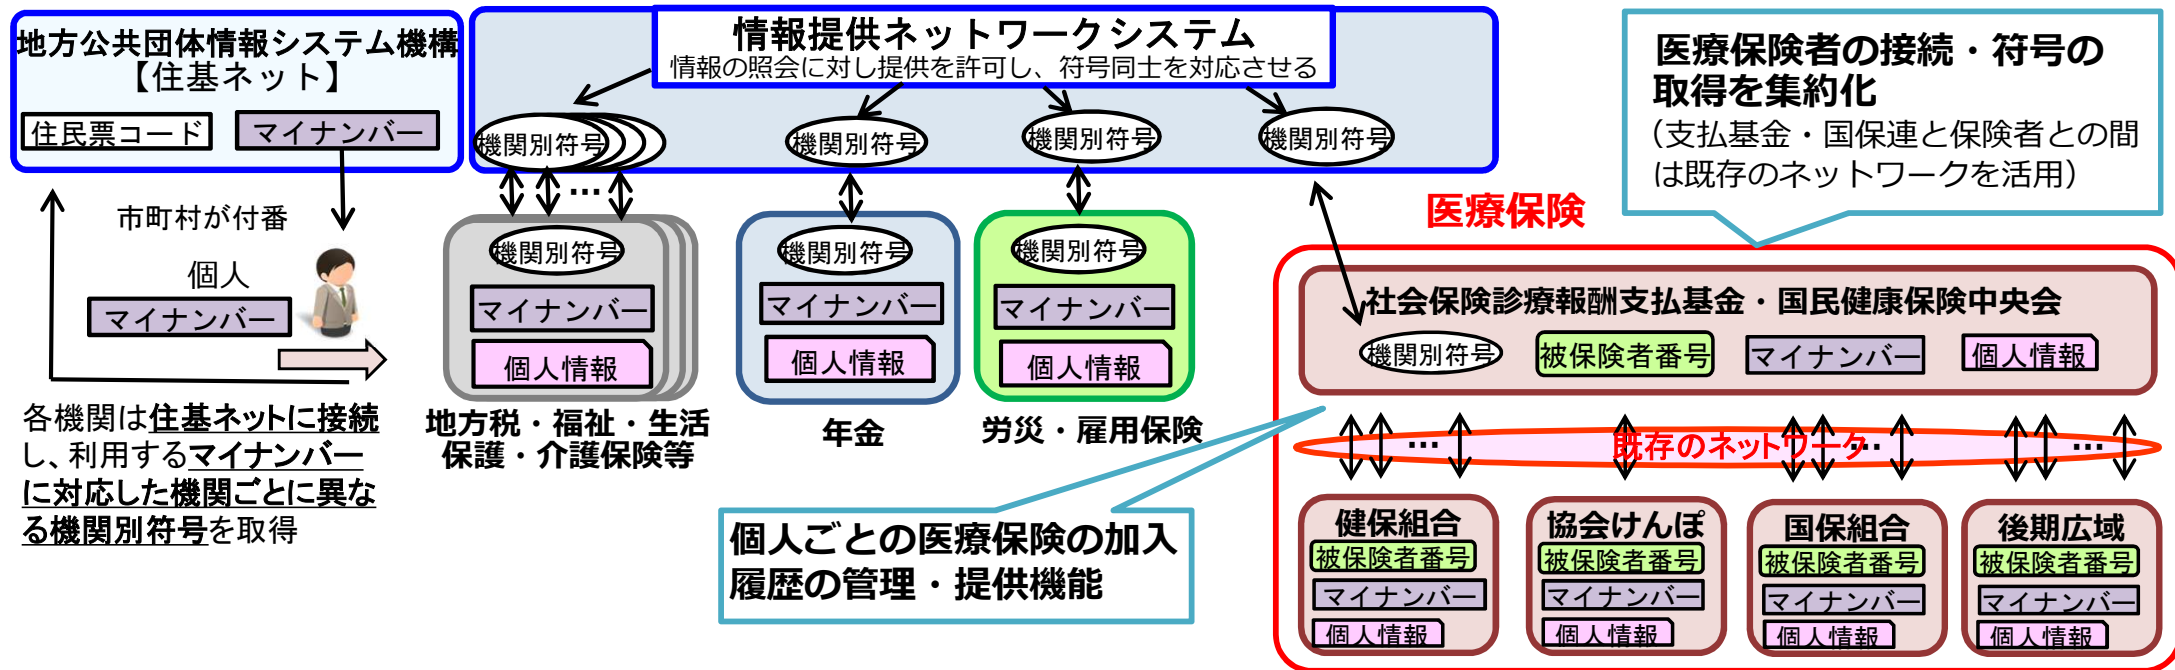 地方公共団体情報システム機構
【住基ネット】
住民票コード
マイナンバー
市町村が付番
個人
マイナンバー
各機関は住基ネットに接続
し、利用するマイナンバー
に対応した機関ごとに異な
る機関別符号を取得
情報提供ネットワークシステム
情報の照会に対し提供を許可し、符号同士を対応させる
機関別符号
機関別符号
機関別符号
機関別符号
…
機関別符号
マイナンバー
個人情報
地方税・福祉・生活
保護・介護保険等
機関別符号
マイナンバー
個人情報
年金
機関別符号
マイナンバー
個人情報
労災・雇用保険
医療保険者の接続・符号の
取得を集約化
（支払基金・国保連と保険者との間
は既存のネットワークを活用）
医療保険
社会保険診療報酬支払基金・国民健康保険中央会
機関別符号
被保険者番号
マイナンバー
個人情報
…
既存のネットワーク
…
…
個人ごとの医療保険の加入
履歴の管理・提供機能
健保組合
被保険者番号
マイナンバー
個人情報
協会けんぽ
被保険者番号
マイナンバー
個人情報
国保組合
被保険者番号
マイナンバー
個人情報
後期広域
被保険者番号
マイナンバー
個人情報